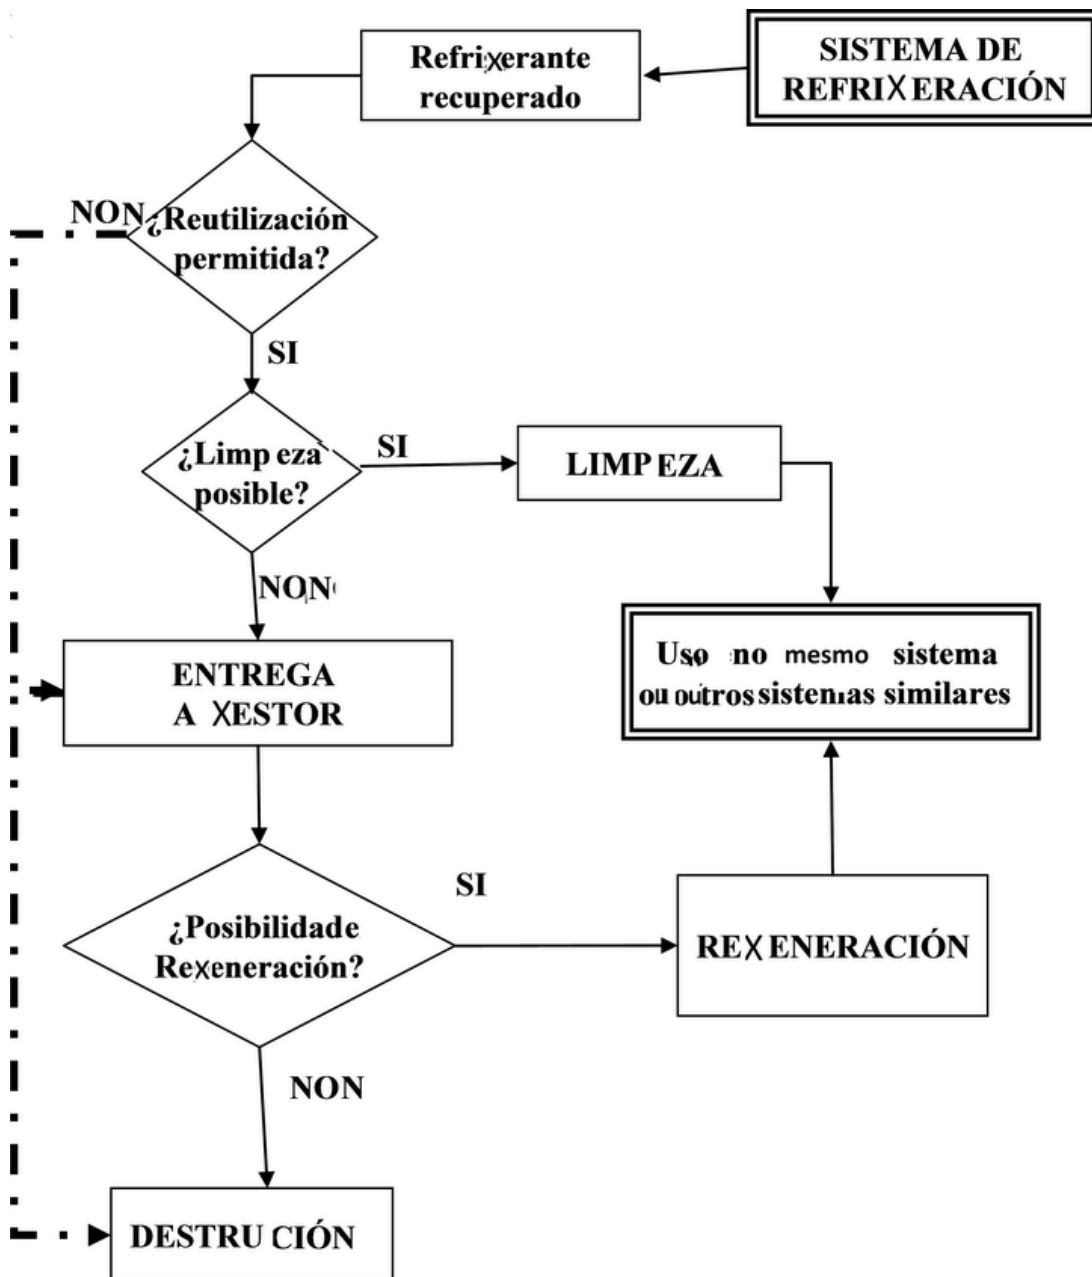 SISTEMA DE
REFRIXERACIÓN
Refrixerante
recuperado
NON
¿Reutilización
permitida?
SI
¿Limpeza
posible?
SI
LIMPEZA
NON
Uso no mesmo sistema
ou outros sistemas similares
ENTREGA
A XESTOR
¿Posibilidade
Rexeneración?
SI
REXENERACIÓN
NON
DESTRUCIÓN